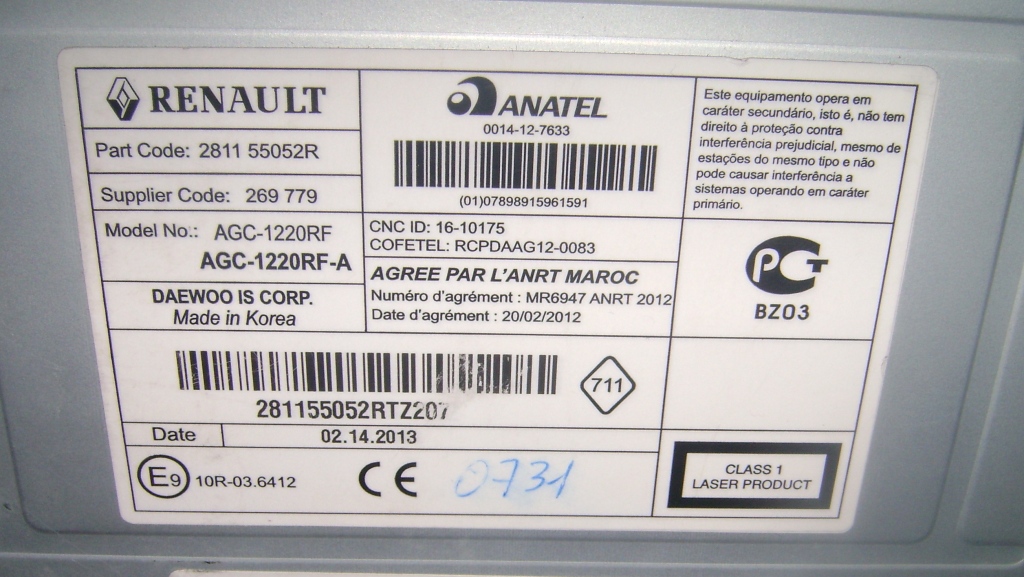 RENAULT
Part Code: 2811 55052R
Supplier Code: 269 779
Model No.: AGC-1220RF
AGC-1220RF-A
DAEWOO IS CORP.
Made in Korea
ANATEL
0014-12-7633
(01)07898915961591
CNC ID: 16-10175
COFETEL: RCPDAAG12-0083
AGREE PAR L'ANRT MAROC
Numéro d'agrément : MR6947 ANRT 2012
Date d'agrément : 20/02/2012
Este equipamento opera em
caráter secundário, isto é, não tem
direito à proteção contra
interferência prejudicial, mesmo de
estações do mesmo tipo e não
pode causar interferência a
sistemas operando em caráter
primário.
РСТ
BZ03
281155052RTZ207
711
Date 02.14.2013
E9 10R-03.6412
CE
0731
CLASS 1
LASER PRODUCT